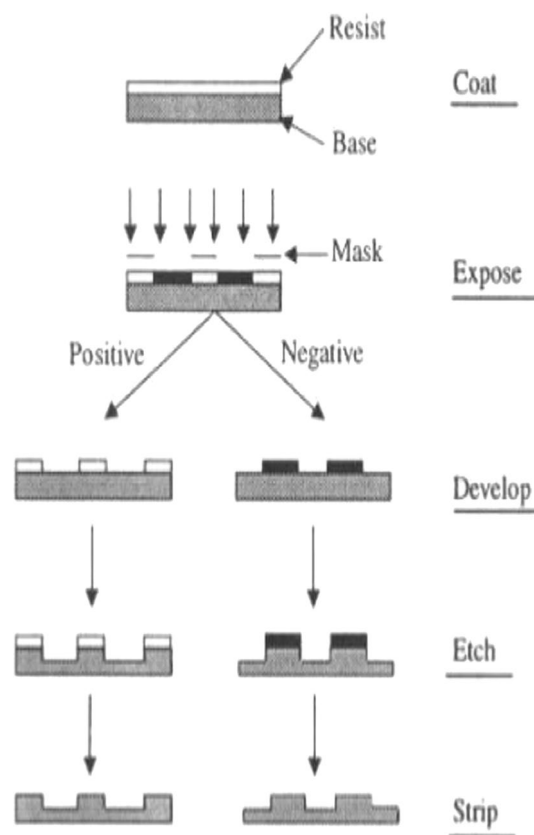 Resist
Coat
Base
Mask
Expose
Positive
Negative
Develop
Etch
Strip